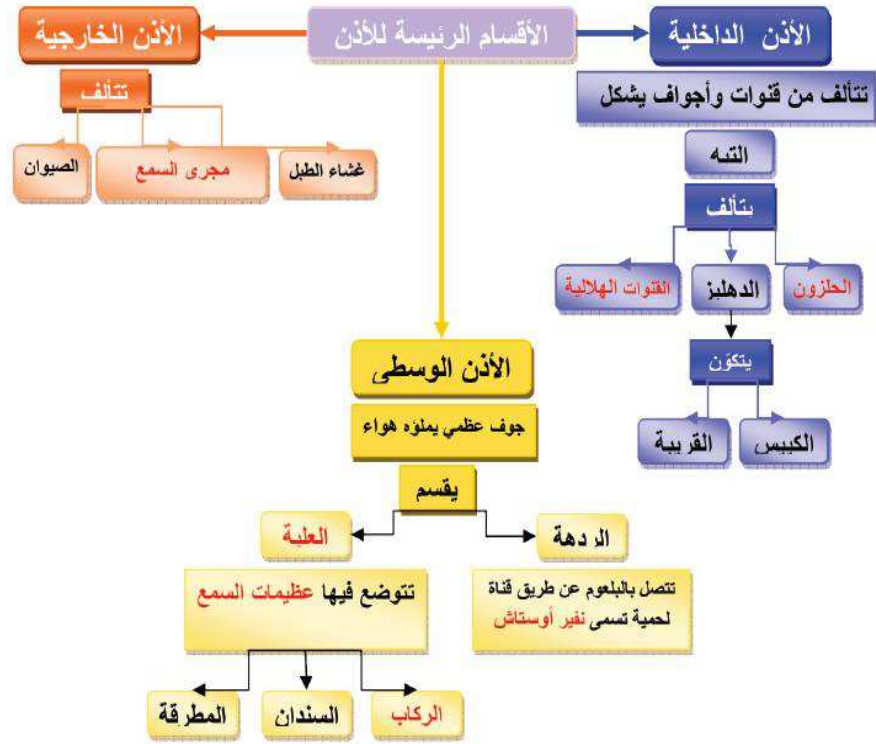 الأقسام الرئيسة للأذن
الأذن الداخلية
تتألف من قنوات وأجواف يشكل
التيه
يتألف
الحلزون
الدهليز
القنوات الهلالية
يتكوّن
الكييس
القريبة
الأذن الوسطى
جوف عظمي يملؤه هواء
يقسم
الردهة
تتصل بالبلعوم عن طريق قناة
لحمية تسمى نفير أوستاش
العلبة
تتوضع فيها عظيمات السمع
الركاب
السندان
المطرقة
الأذن الخارجية
تتألف
غشاء الطبل
مجرى السمع
الصيوان